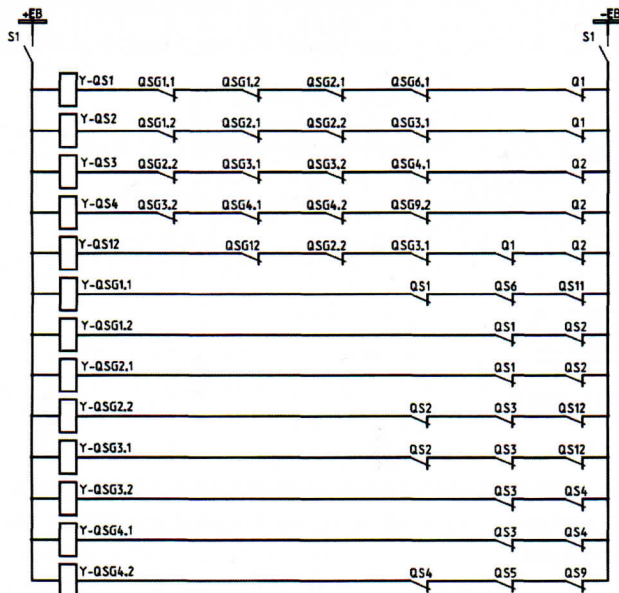 +EB -EB
S1 S1
Y-QS1 QSG1.1 QSG1.2 QSG2.1 QSG6.1 Q1
Y-QS2 QSG1.2 QSG2.1 QSG2.2 QSG3.1 Q1
Y-QS3 QSG2.2 QSG3.1 QSG3.2 QSG4.1 Q2
Y-QS4 QSG3.2 QSG4.1 QSG4.2 QSG9.2 Q2
Y-QS12 QSG12 QSG2.2 QSG3.1 Q1 Q2
Y-QSG1.1 QS1 QS6 QS11
Y-QSG1.2 QS1 QS2
Y-QSG2.1 QS1 QS2
Y-QSG2.2 QS2 QS3 QS12
Y-QSG3.1 QS2 QS3 QS12
Y-QSG3.2 QS3 QS4
Y-QSG4.1 QS3 QS4
Y-QSG4.2 QS4 QS5 QS9